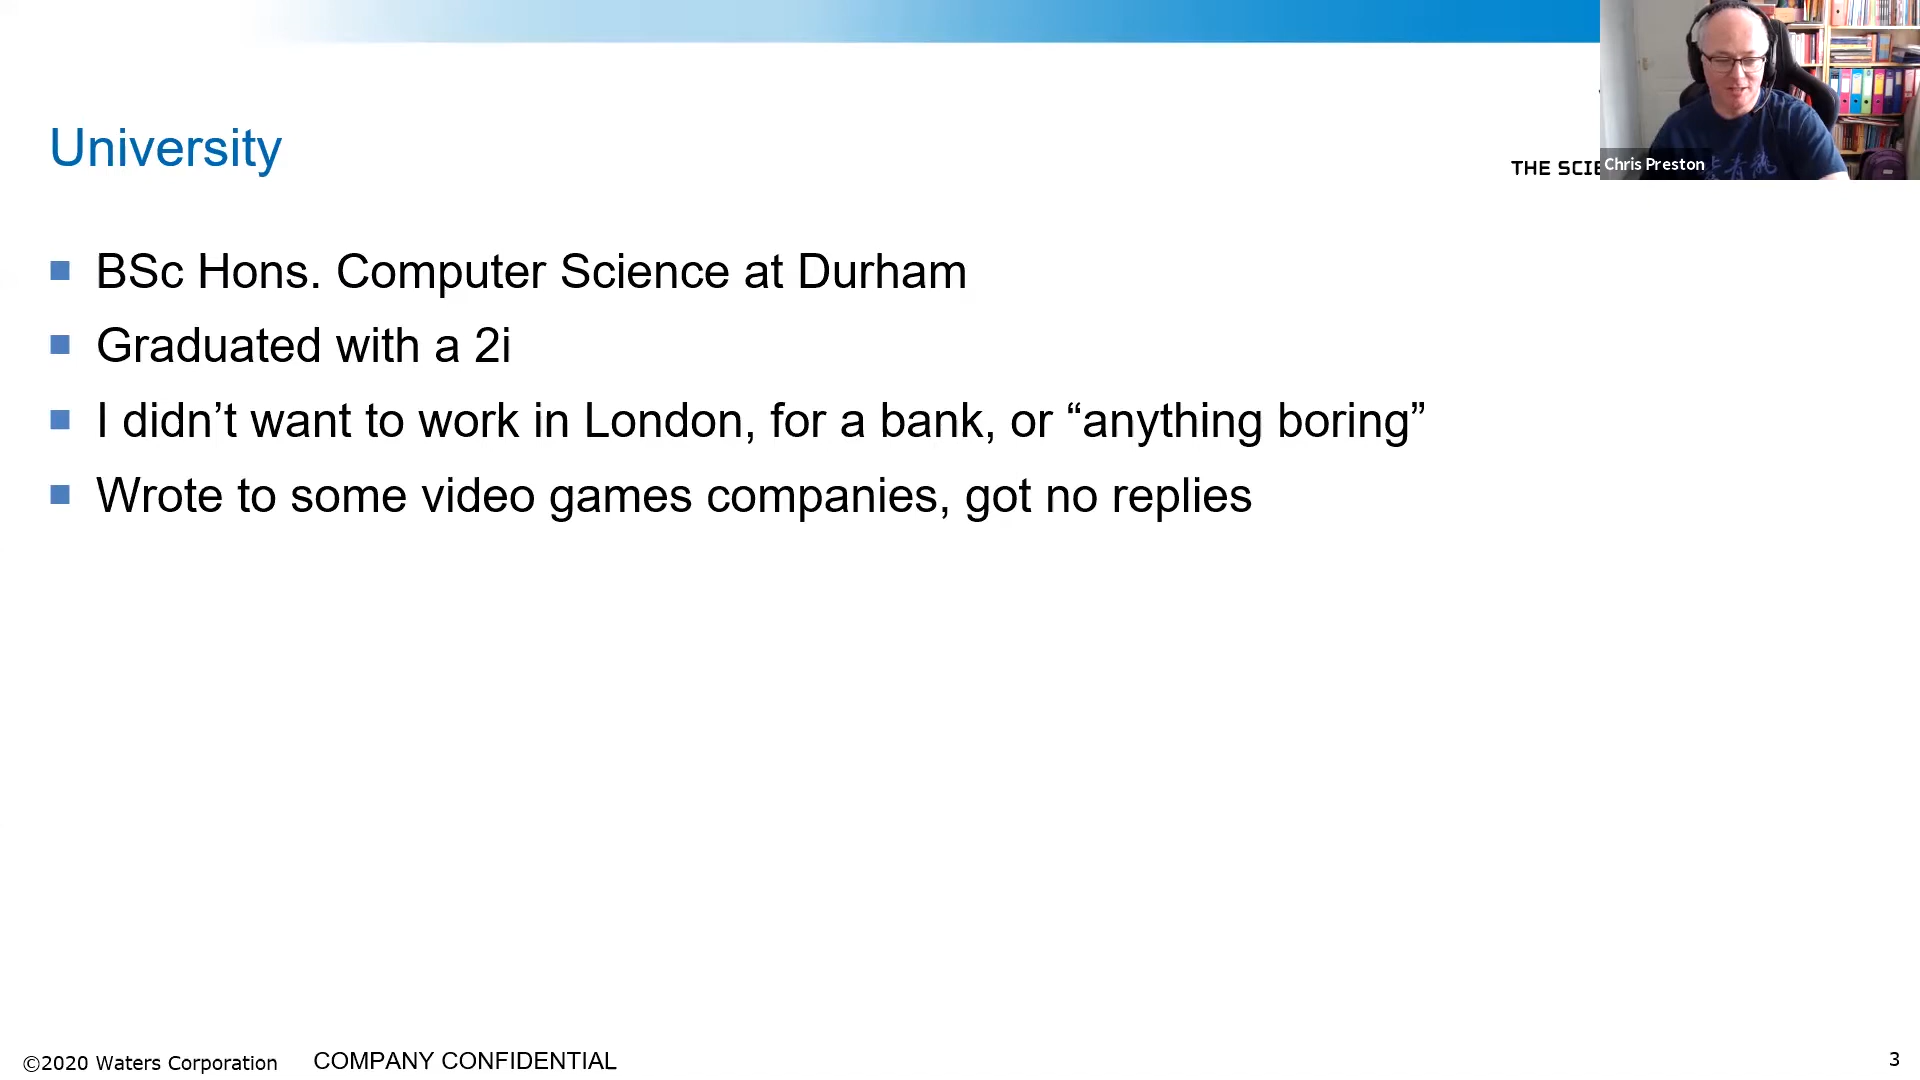 University
THE SCIE
Chris Preston
BSc Hons. Computer Science at Durham
Graduated with a 2i
I didn’t want to work in London, for a bank, or “anything boring”
Wrote to some video games companies, got no replies
©2020 Waters Corporation
COMPANY CONFIDENTIAL
3